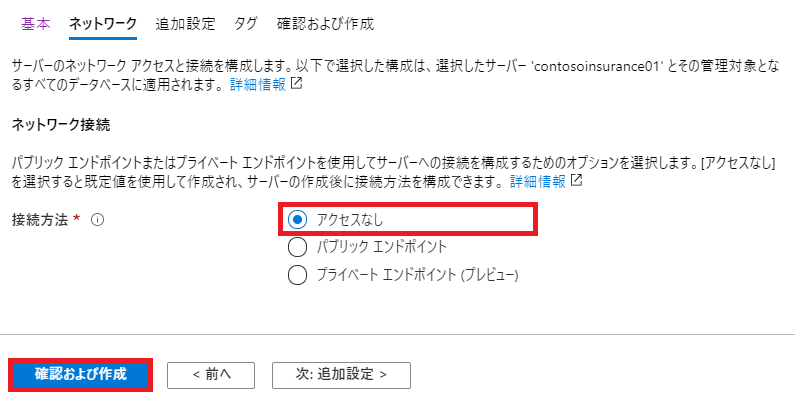 基本 ネットワーク 追加設定 タグ 確認および作成
サーバーのネットワーク アクセスと接続を構成します。以下で選択した構成は、選択したサーバー 'contosoinsurance01' とその管理対象とな
るすべてのデータベースに適用されます。 詳細情報
ネットワーク接続
パブリック エンドポイントまたはプライベート エンドポイントを使用してサーバーへの接続を構成するためのオプションを選択します。[アクセスなし]
を選択すると既定値を使用して作成され、サーバーの作成後に接続方法を構成できます。 詳細情報
接続方法 * アクセスなし
パブリック エンドポイント
プライベート エンドポイント (プレビュー)
確認および作成 < 前へ 次: 追加設定 >